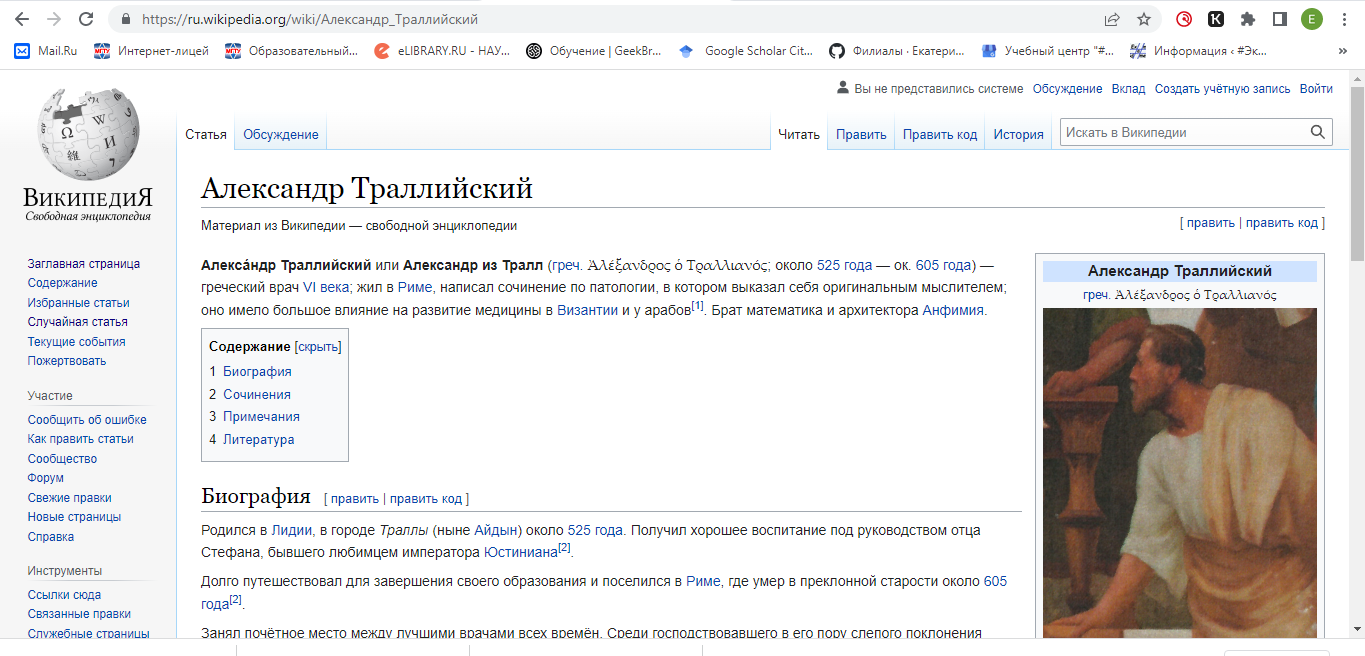 https://ru.wikipedia.org/wiki/Александр_Траллийский
K
E
Mail.Ru МГТУ Интернет-лицей МГТУ Образовательный... eLIBRARY.RU - НАУ... Обучение | GeekBr... Google Scholar Cit... Филиалы · Екатери... Учебный центр "#... Информация ‹ #Эк... »
Вы не представились системе Обсуждение Вклад Создать учётную запись Войти
Статья Обсуждение Читать Править Править код История Искать в Википедии
Ω W И 維
ВикипедиЯ
Свободная энциклопедия
Заглавная страница
Содержание
Избранные статьи
Случайная статья
Текущие события
Пожертвовать
Участие
Сообщить об ошибке
Как править статьи
Сообщество
Форум
Свежие правки
Новые страницы
Справка
Инструменты
Ссылки сюда
Связанные правки
Служебные страницы
Александр Траллийский
Материал из Википедии — свободной энциклопедии
[ править | править код ]
Алекса́ндр Траллийский или Александр из Тралл (греч. Ἀλέξανδρος ὁ Τραλλιανός; около 525 года — ок. 605 года) —
греческий врач VI века; жил в Риме, написал сочинение по патологии, в котором выказал себя оригинальным мыслителем;
оно имело большое влияние на развитие медицины в Византии и у арабов[1]. Брат математика и архитектора Анфимия.
Содержание [скрыть]
1 Биография
2 Сочинения
3 Примечания
4 Литература
Биография [ править | править код ]
Родился в Лидии, в городе Траллы (ныне Айдын) около 525 года. Получил хорошее воспитание под руководством отца
Стефана, бывшего любимцем императора Юстиниана[2].
Долго путешествовал для завершения своего образования и поселился в Риме, где умер в преклонной старости около 605
года[2].
Занял почётное место между лучшими врачами всех времён. Среди господствовавшего в его пору слепого поклонения
Александр Траллийский
греч. Ἀλέξανδρος ὁ Τραλλιανός